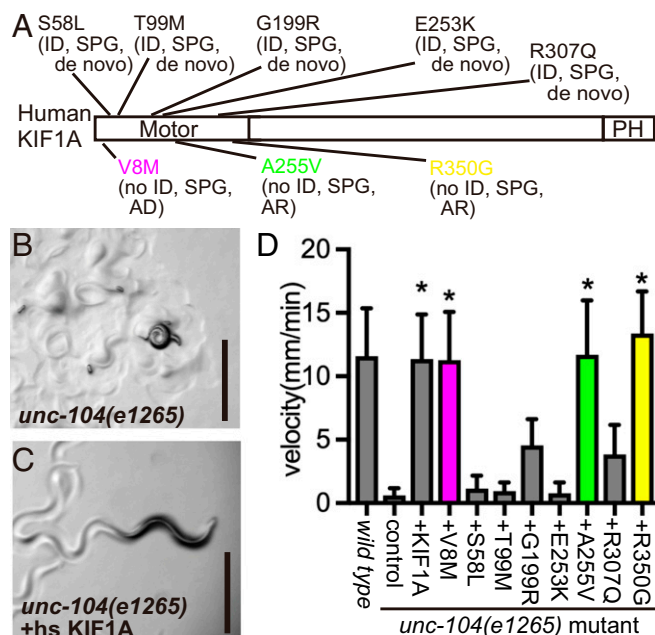 A
S58L
(ID, SPG,
de novo)
T99M
(ID, SPG,
de novo)
G199R
(ID, SPG,
de novo)
E253K
(ID, SPG,
de novo)
R307Q
(ID, SPG,
de novo)
Human
KIF1A
Motor
PH
V8M
(no ID, SPG,
AD)
A255V
(no ID, SPG,
AR)
R350G
(no ID, SPG,
AR)
B
unc-104(e1265)
C
unc-104(e1265)
+hs KIF1A
D
velocity(mm/min)
20
15
10
5
0
* *
* *
wild type
control
+KIF1A
+V8M
+S58L
+T99M
+G199R
+E253K
+A255V
+R307Q
+R350G
unc-104(e1265) mutant